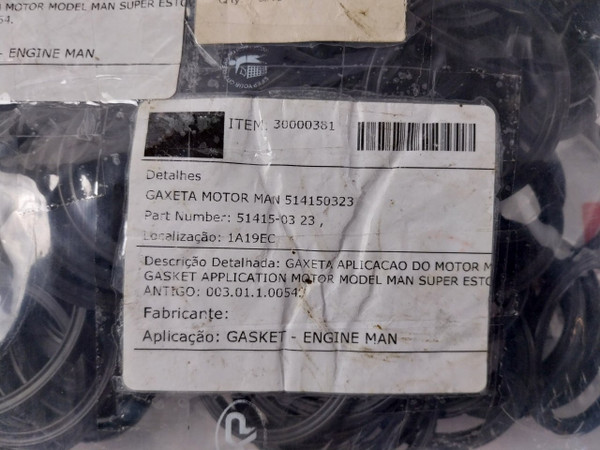 MOTOR MODEL MAN SUPER ESTO
54.
- ENGINE MAN
ITEM: 30000381
Detalhes
GAXETA MOTOR MAN 514150323
Part Number: 51415-03 23 ,
Localização: 1A19EC
Descrição Detalhada: GAXETA APLICACAO DO MOTOR M
GASKET APPLICATION MOTOR MODEL MAN SUPER ESTO
ANTIGO: 003.01.1.0054
Fabricante:
Aplicação: GASKET - ENGINE MAN